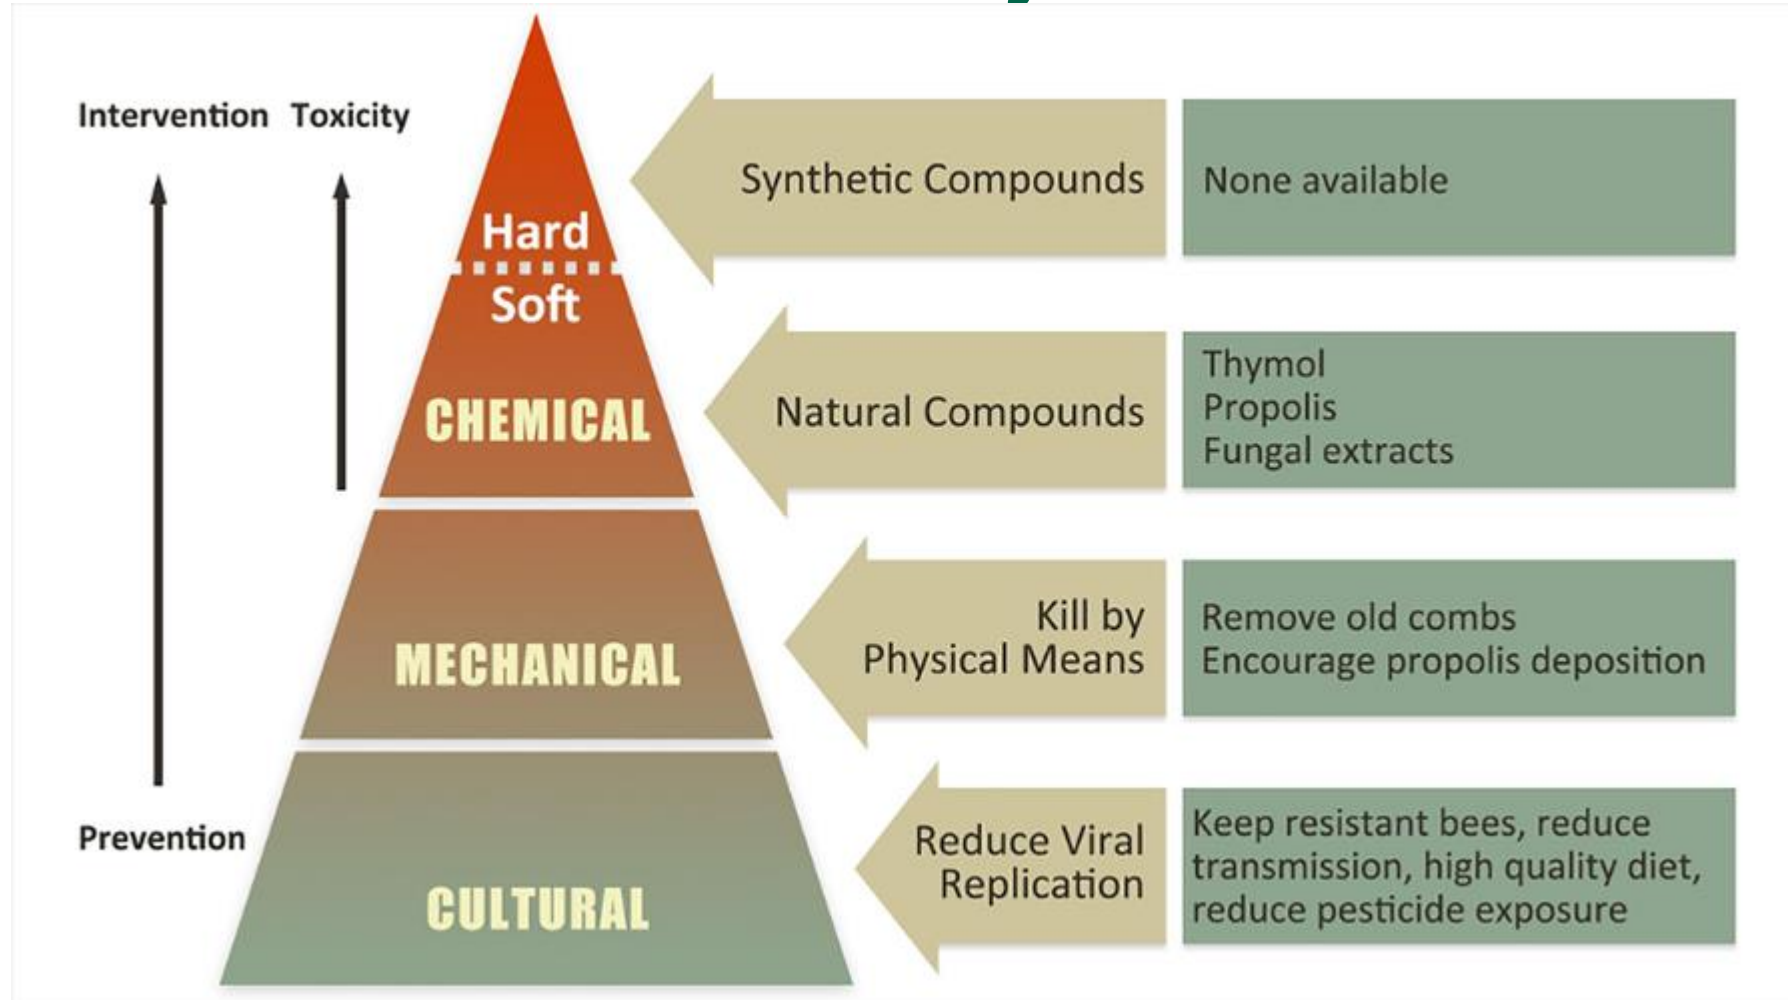 Intervention Toxicity
Prevention
Hard
Soft
CHEMICAL
MECHANICAL
CULTURAL
Synthetic Compounds
None available
Natural Compounds
Thymol
Propolis
Fungal extracts
Kill by
Physical Means
Remove old combs
Encourage propolis deposition
Reduce Viral
Replication
Keep resistant bees, reduce
transmission, high quality diet,
reduce pesticide exposure